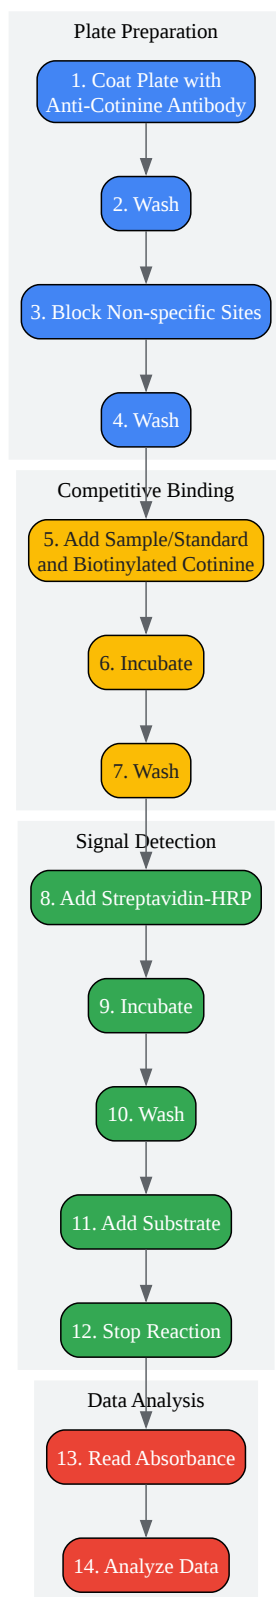 Plate Preparation
1. Coat Plate with
Anti-Cotinine Antibody
2. Wash
3. Block Non-specific Sites
4. Wash
Competitive Binding
5. Add Sample/Standard
and Biotinylated Cotinine
6. Incubate
7. Wash
Signal Detection
8. Add Streptavidin-HRP
9. Incubate
10. Wash
11. Add Substrate
12. Stop Reaction
Data Analysis
13. Read Absorbance
14. Analyze Data